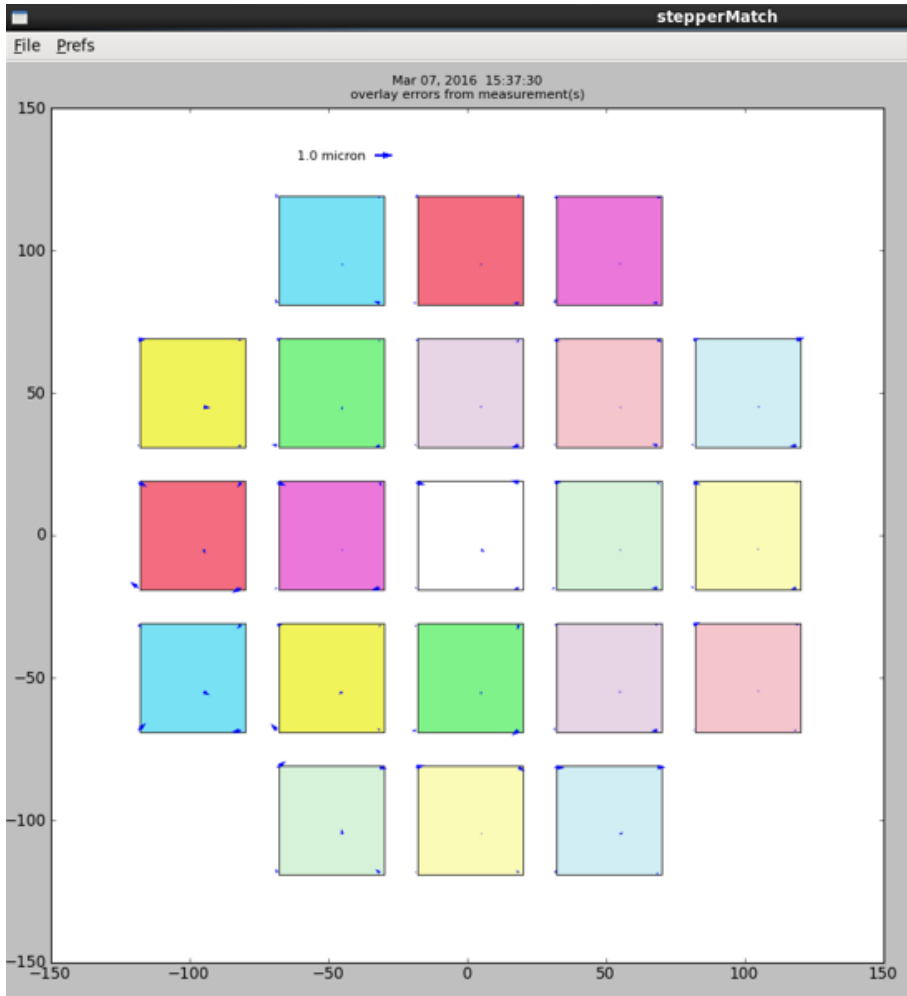 stepperMatch
File Prefs
Mar 07, 2016 15:37:30
overlay errors from measurement(s)
150
1.0 micron
100
50
0
−50
−100
−150
−150 −100 −50 0 50 100 150